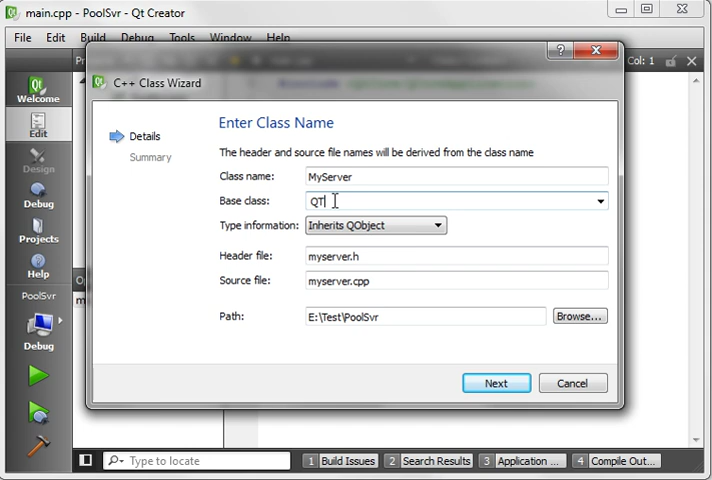 main.cpp - PoolSvr - Qt Creator
File Edit Build Debug Tools Window Help
Col: 1
C++ Class Wizard
Welcome
Edit
Design
Debug
Projects
Help
PoolSvr
Debug
Details
Summary
Enter Class Name
The header and source file names will be derived from the class name
Class name: MyServer
Base class: QT
Type information: Inherits QObject
Header file: myserver.h
Source file: myserver.cpp
Path: E:\Test\PoolSvr Browse...
Next Cancel
Type to locate 1 Build Issues 2 Search Results 3 Application ... 4 Compile Out...